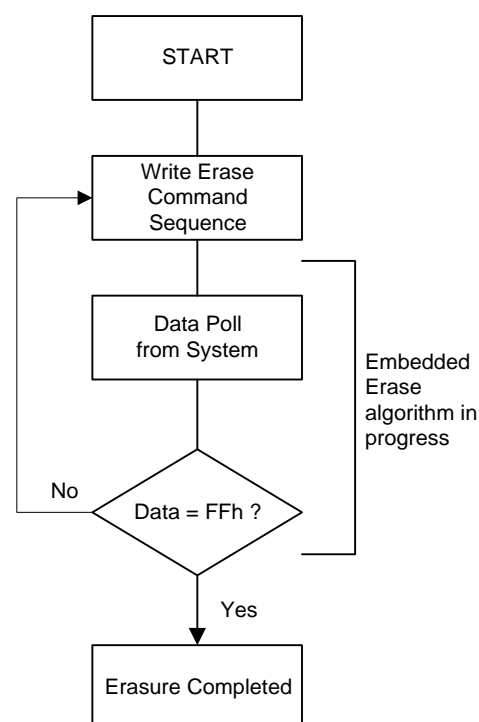 START
Write Erase
Command
Sequence
Data Poll
from System
Embedded
Erase
algorithm in
progress
No
Data = FFh ?
Yes
Erasure Completed